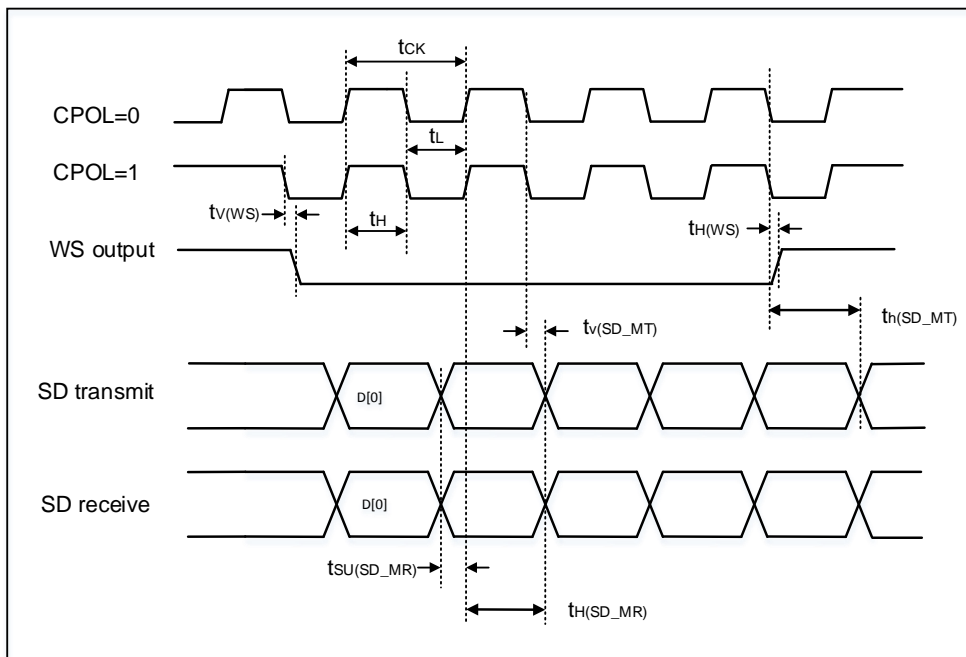 tCK
CPOL=0
tL
CPOL=1
tV(WS)
tH
tH(WS)
WS output
th(SD_MT)
tv(SD_MT)
SD transmit
D[0]
SD receive
D[0]
tSU(SD_MR)
tH(SD_MR)